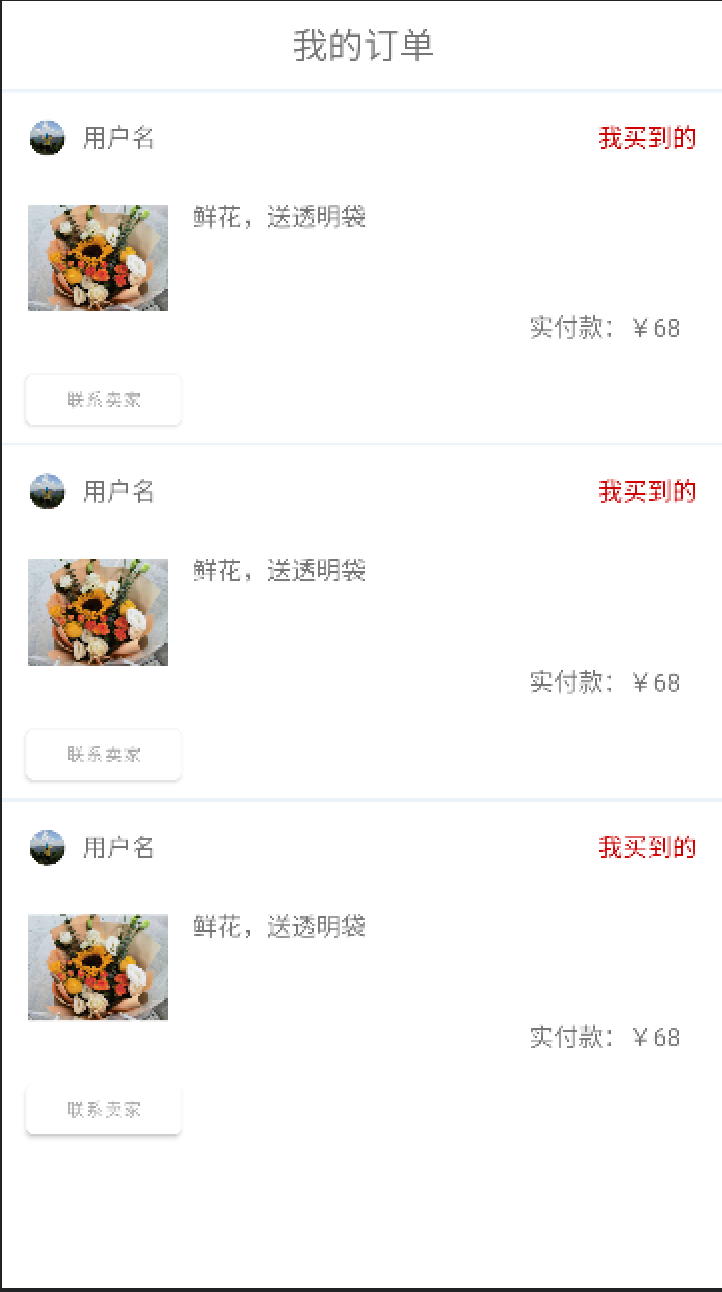 我的订单
用户名 我买到的
鲜花，送透明袋
实付款：￥68
联系卖家
用户名 我买到的
鲜花，送透明袋
实付款：￥68
联系卖家
用户名 我买到的
鲜花，送透明袋
实付款：￥68
联系卖家